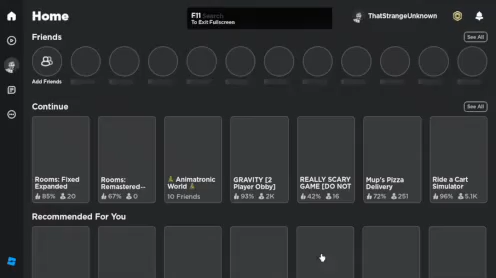 Home
F11 Search
To Exit Fullscreen
ThatStrangeUnknown
Friends
See All
Add Friends
Continue
See All
Rooms: Fixed Expanded
85% 20
Rooms: Remastered--
67% 0
Animatronic World
10 Friends
GRAVITY [2 Player Obby]
93% 2K
REALLY SCARY GAME [DO NOT
42% 16
Mup's Pizza Delivery
72% 251
Ride a Cart Simulator
96% 5.1K
Recommended For You